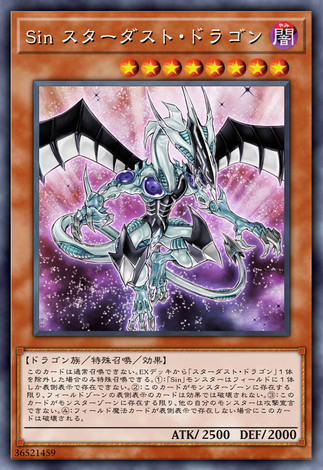 Sin スターダスト・ドラゴン 闇
やみ
【ドラゴン族/特殊召喚/効果】
このカードは通常召喚できない。EXデッキから「スターダスト・ドラゴン」1体
を除外した場合のみ特殊召喚できる。①:「Sin」モンスターはフィールドに1体
しか表側表示で存在できない。②:このカードがモンスターゾーンに存在する
限り、フィールドゾーンの表側表示のカードは効果では破壊されない。③:この
カードがモンスターゾーンに存在する限り、他の自分のモンスターは攻撃宣言
できない。④:フィールド魔法カードが表側表示で存在しない場合にこのカー
ドは破壊される。
ATK/ 2500 DEF/2000
36521459